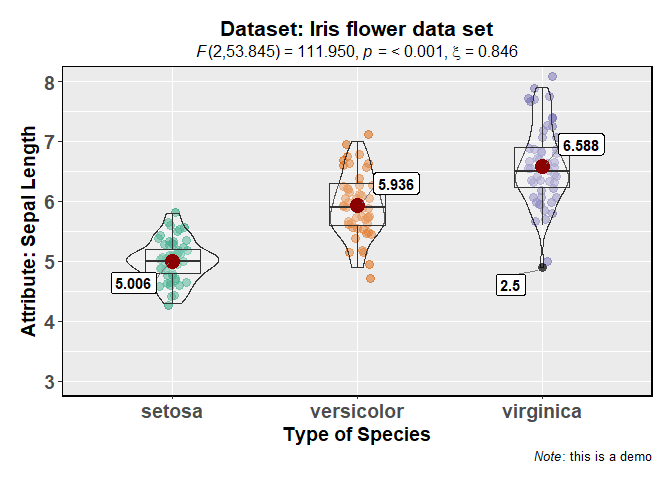 Dataset: Iris flower data set
F(2,53.845) = 111.950, p = < 0.001, ξ = 0.846
Attribute: Sepal Length
8
7
6
5
4
3
5.006
5.936
6.588
2.5
setosa
versicolor
virginica
Type of Species
Note: this is a demo